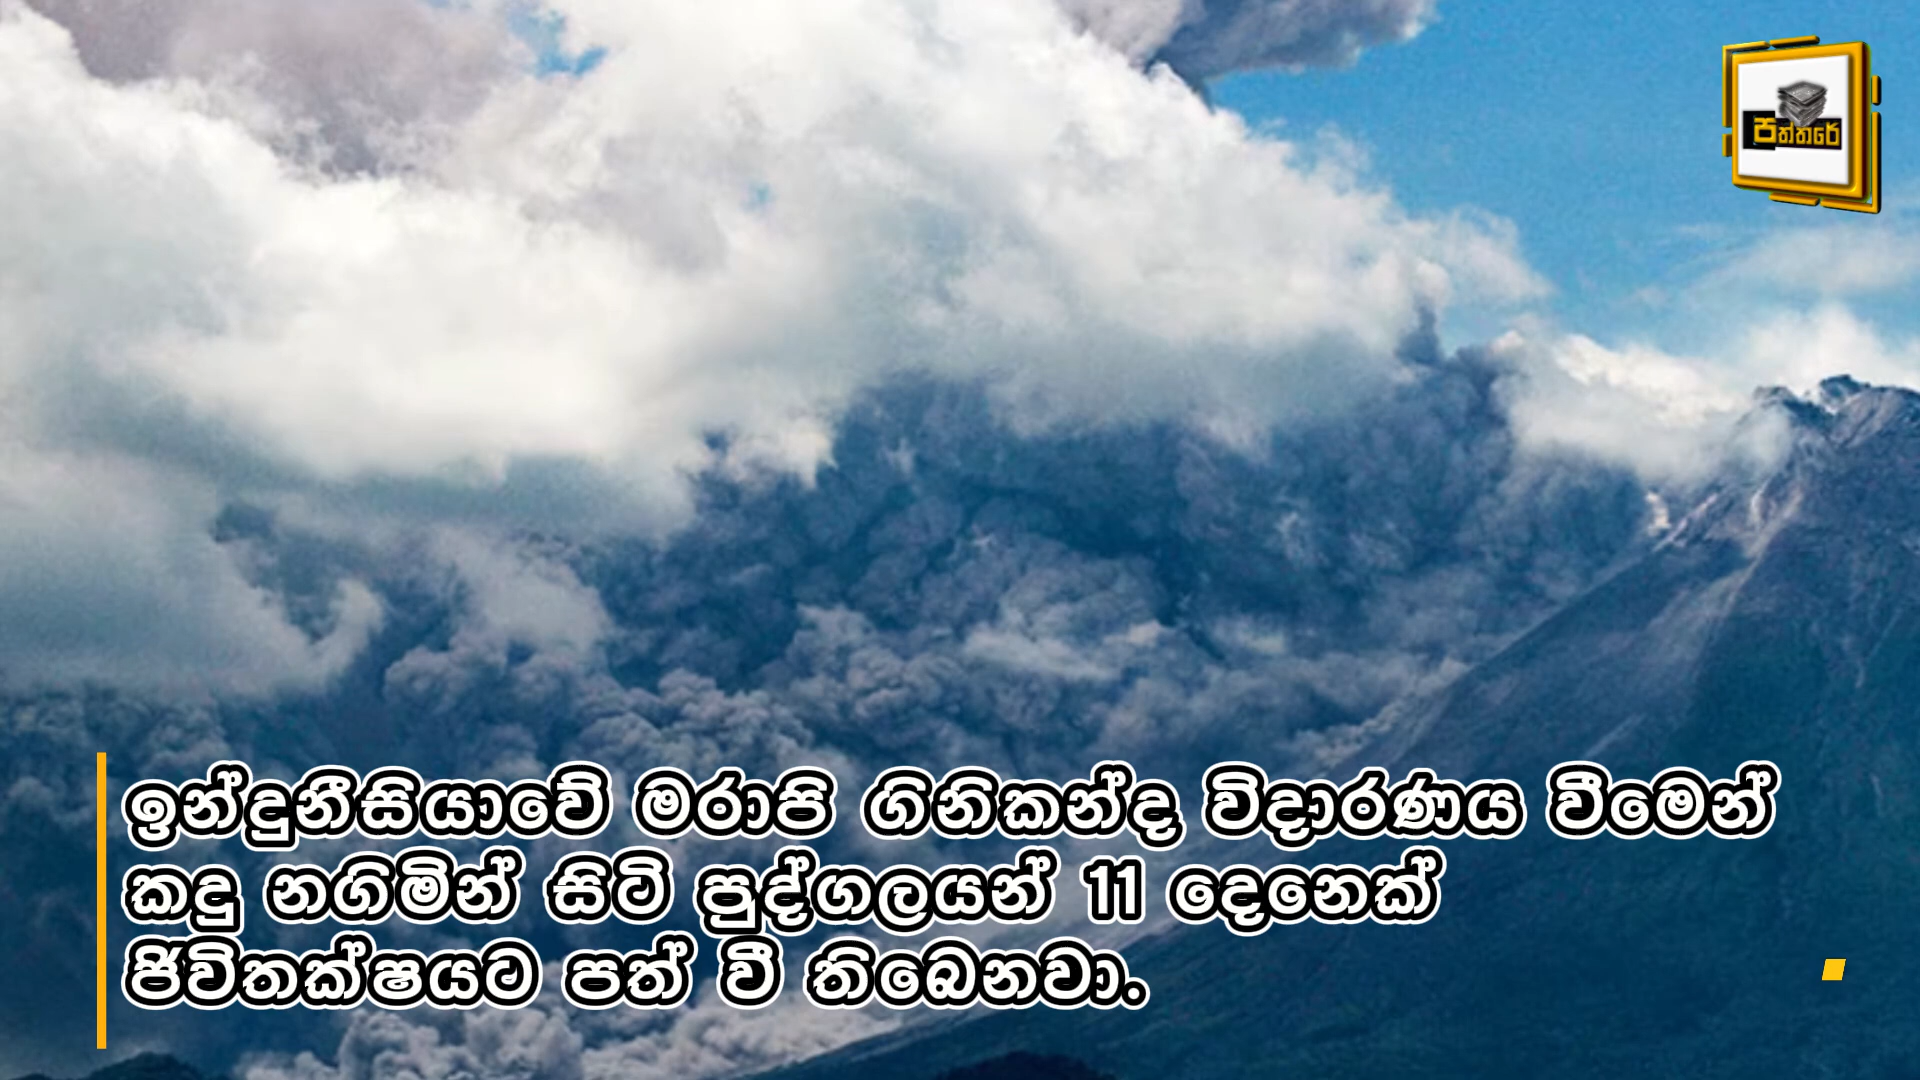 පත්තරේ
ඉන්දුනීසියාවේ මරාපි ගිනිකන්ද විදාරණය වීමෙන්
කදු නගිමින් සිටි පුද්ගලයන් 11 දෙනෙක්
ජිවිතක්ෂයට පත් වී තිබෙනවා.